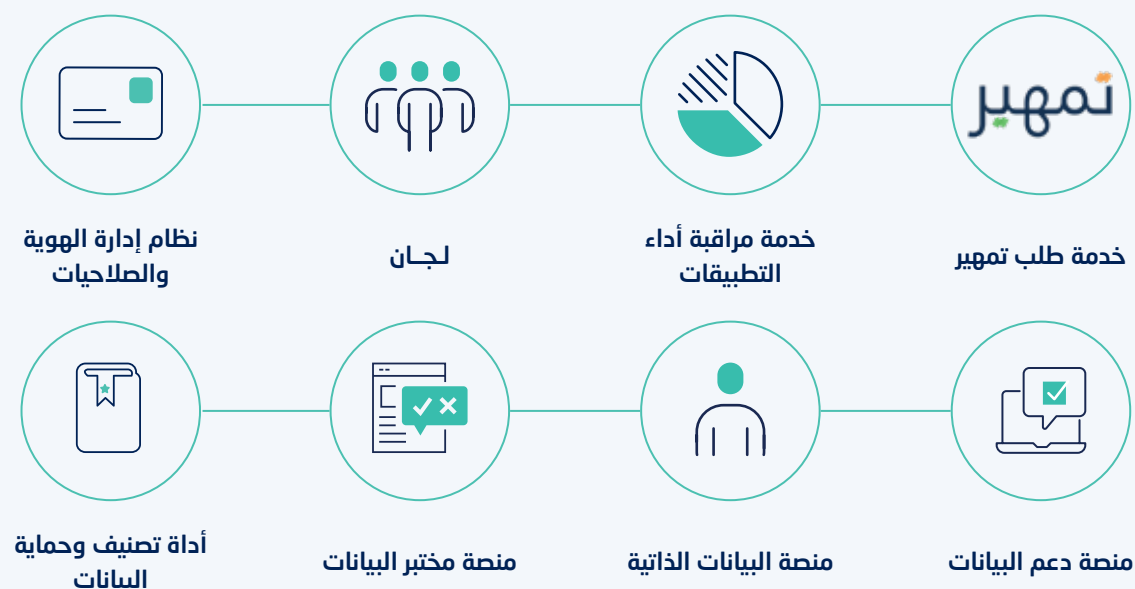 تمهير
خدمة طلب تمهير
خدمة مراقبة أداء
التطبيقات
لـجــان
نظام إدارة الهوية
والصلاحيات
منصة دعم البيانات
منصة البيانات الذاتية
منصة مختبر البيانات
أداة تصنيف وحماية
البيانات